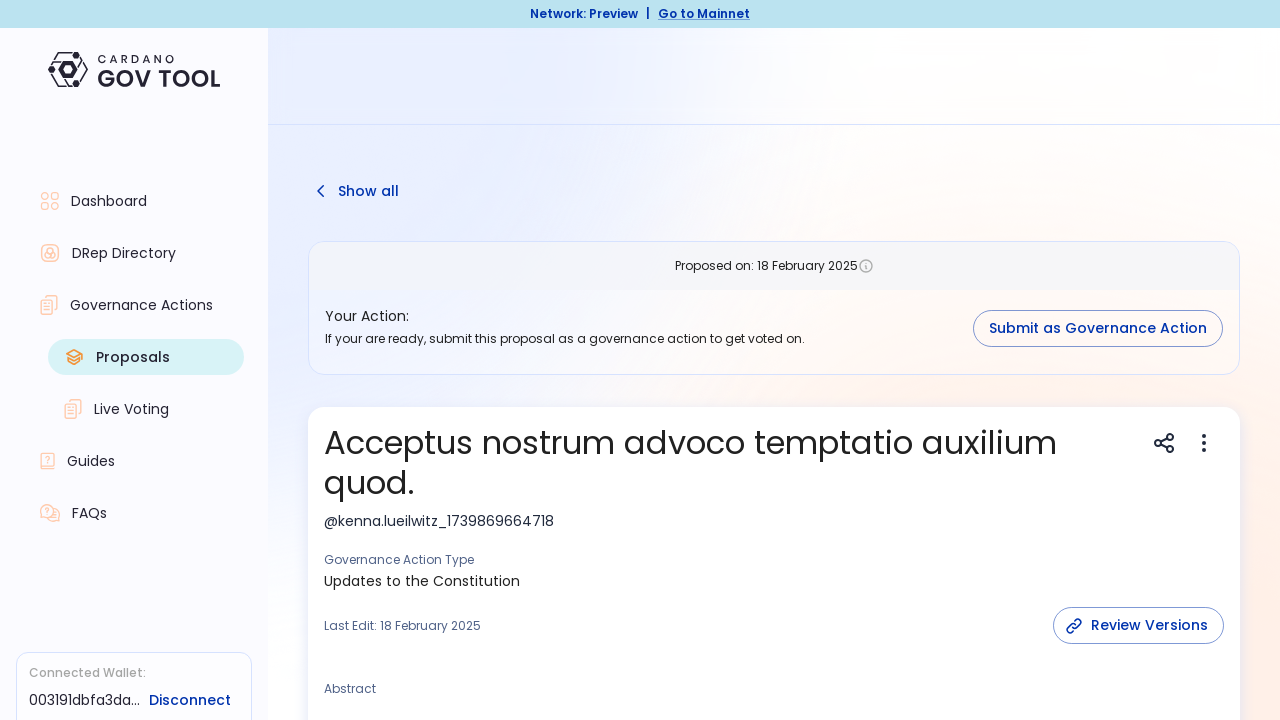 Network: Preview | Go to Mainnet
CARDANO
GOV TOOL
Dashboard
DRep Directory
Governance Actions
Proposals
Live Voting
Guides
FAQs
Connected Wallet:
003191dbfa3da... Disconnect
Show all
Proposed on: 18 February 2025
Your Action:
If your are ready, submit this proposal as a governance action to get voted on.
Submit as Governance Action
Acceptus nostrum advoco temptatio auxilium
quod.
@kenna.lueilwitz_1739869664718
Governance Action Type
Updates to the Constitution
Last Edit: 18 February 2025
Review Versions
Abstract